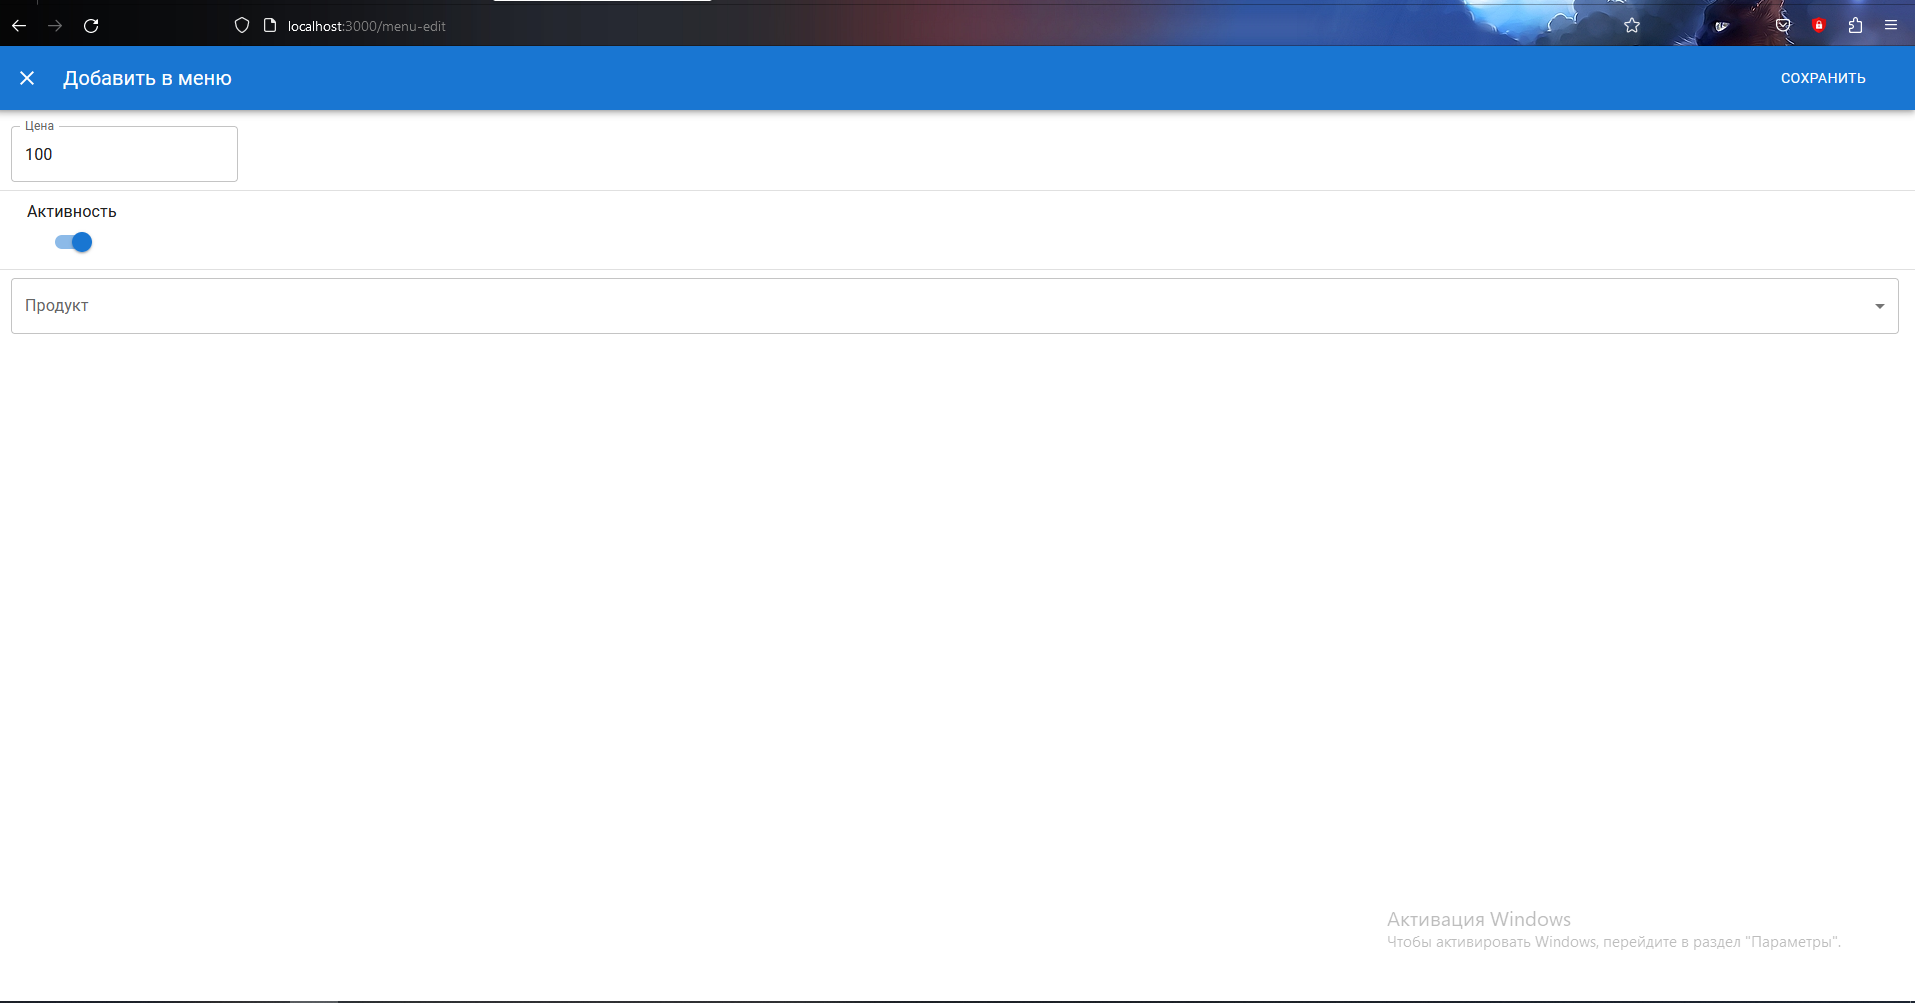 localhost:3000/menu-edit
Добавить в меню
СОХРАНИТЬ
Цена
100
Активность
Продукт
Активация Windows
Чтобы активировать Windows, перейдите в раздел "Параметры".